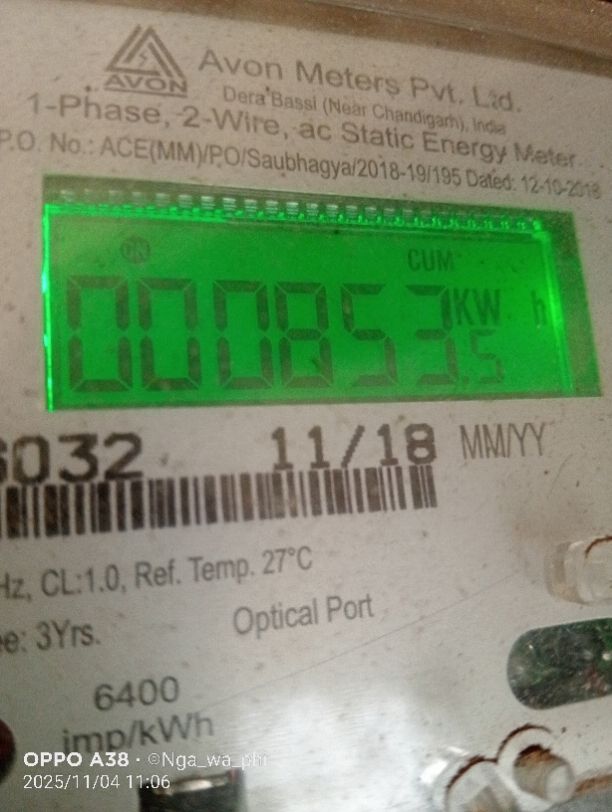 AVON
Avon Meters Pvt. Ltd.
Dera Bassi (Near Chandigarh), India
1-Phase, 2-Wire, ac Static Energy Meter
P.O. No.: ACE(MM)/PO/Saubhagya/2018-19/195 Dated: 12-10-2018
ON CUM
000853.5 KW h
6032 11/18 MM/YY
Hz, CL:1.0, Ref. Temp. 27°C
ee: 3Yrs.
Optical Port
6400
imp/kWh
OPPO A38 · ©Nga_wa_phi
2025/11/04 11:06